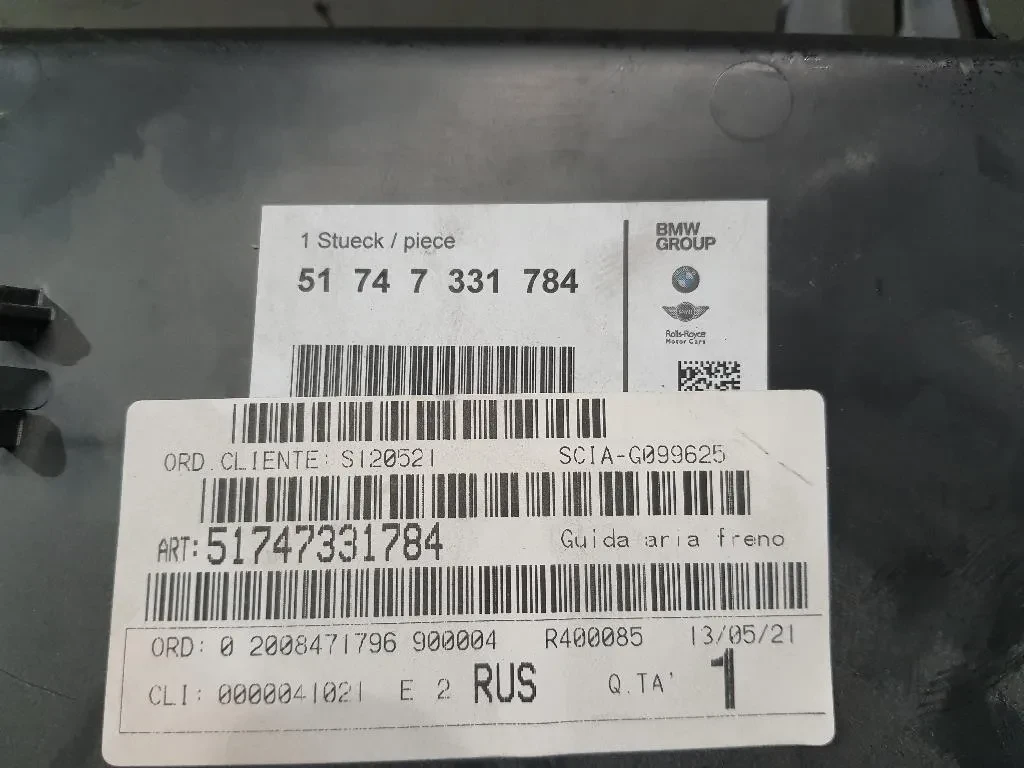 1 Stueck / piece
51 74 7 331 784
BMW
GROUP
Rolls-Royce
Motor Cars
ORD.CLIENTE: S120521 SCIA-G099625
ART: 51747331784 Guida aria freno
ORD: 0 2008471796 900004 R400085 13/05/21
CLI: 0000041021 E 2 RUS Q.TA' 1